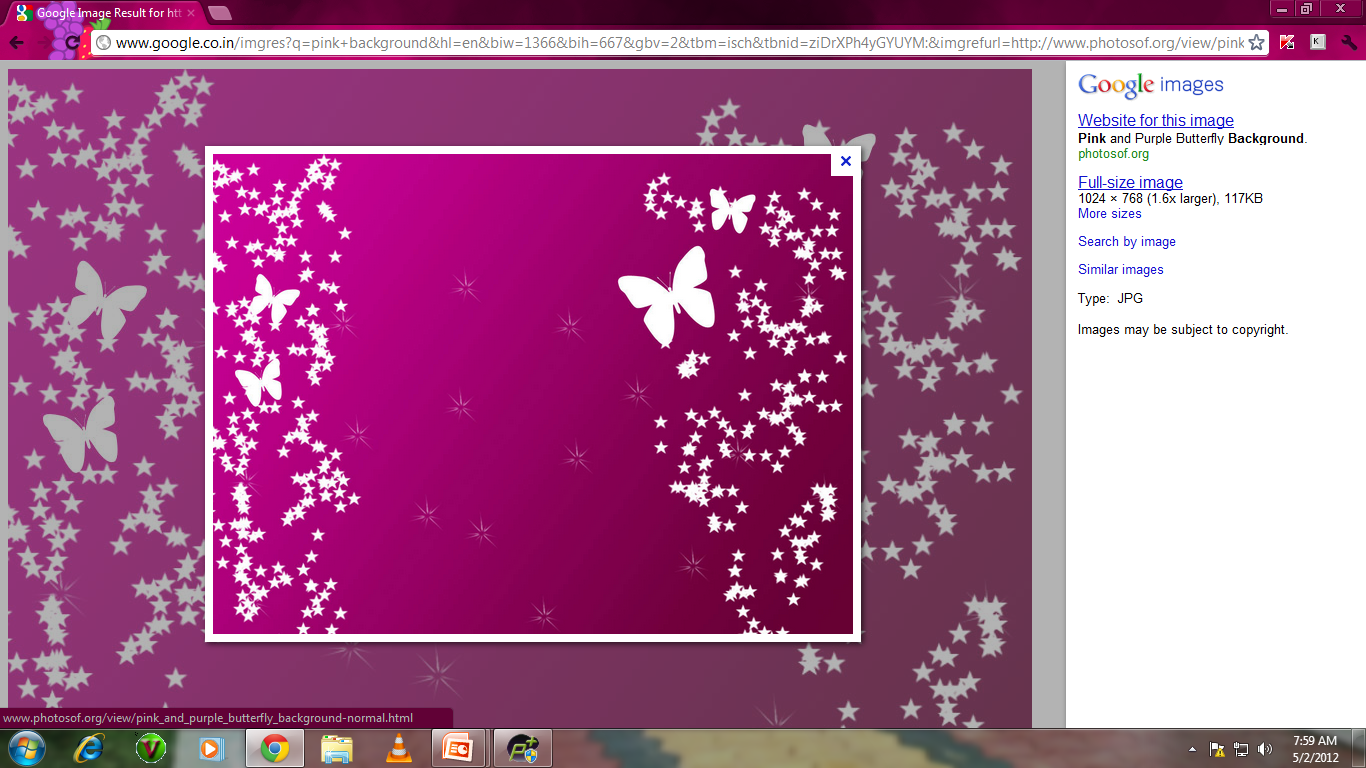 Google Image Result for htt
www.google.co.in/imgres?q=pink+background&hl=en&biw=1366&bih=667&gbv=2&tbm=isch&tbnid=ziDrXPh4yGYUYM:&imgrefurl=http://www.photosof.org/view/pink
K
Google images
Website for this image
Pink and Purple Butterfly Background.
photosof.org
Full-size image
1024 × 768 (1.6x larger), 117KB
More sizes
Search by image
Similar images
Type: JPG
Images may be subject to copyright.
www.photosof.org/view/pink_and_purple_butterfly_background-normal.html
7:59 AM
5/2/2012